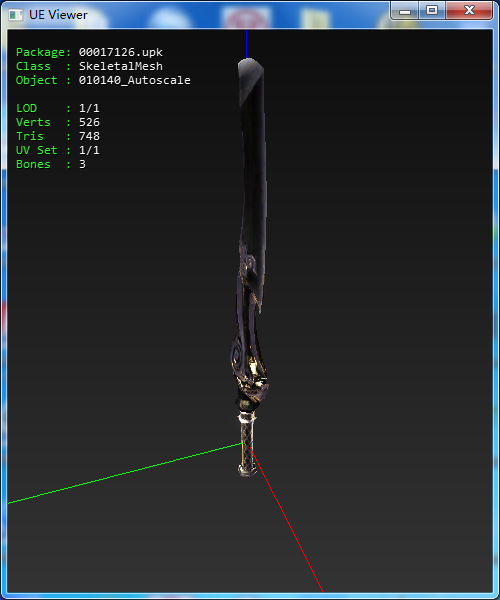 UE Viewer
Package: 00017126.upk
Class : SkeletalMesh
Object : 010140_Autoscale
LOD : 1/1
Verts : 526
Tris : 748
UV Set : 1/1
Bones : 3